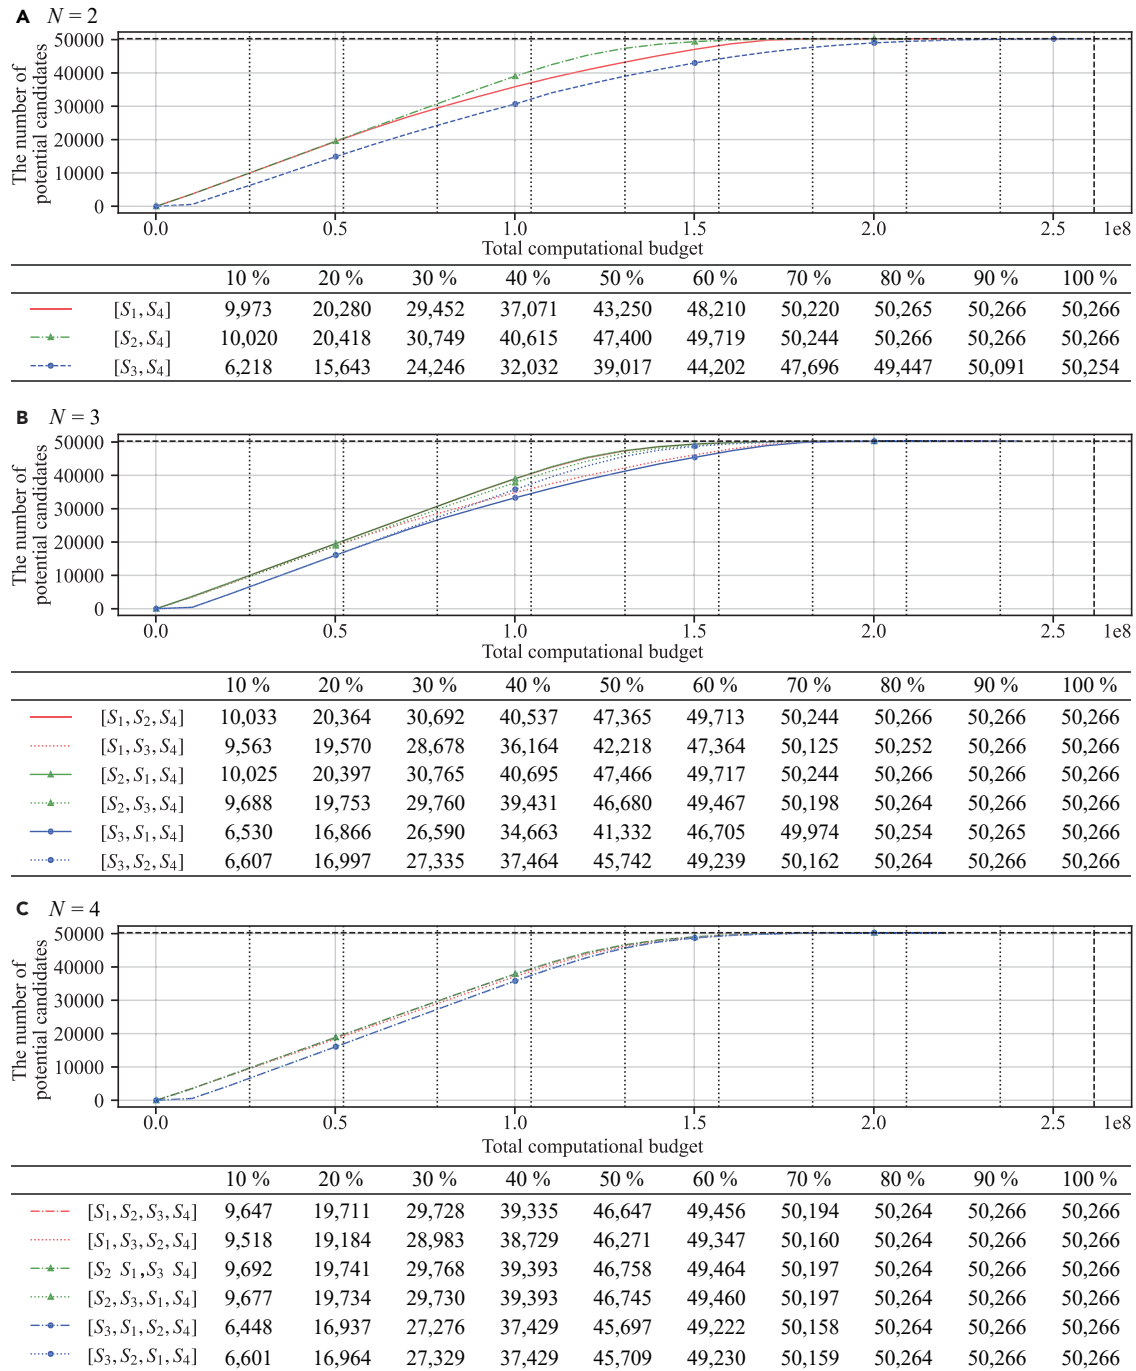 A N = 2
The number of
potential candidates
50000
40000
30000
20000
10000
0
0.0 0.5 1.0 1.5 2.0 2.5 1e8
Total computational budget
10 % 20 % 30 % 40 % 50 % 60 % 70 % 80 % 90 % 100 %
[S1, S4] 9,973 20,280 29,452 37,071 43,250 48,210 50,220 50,265 50,266 50,266
[S2, S4] 10,020 20,418 30,749 40,615 47,400 49,719 50,244 50,266 50,266 50,266
[S3, S4] 6,218 15,643 24,246 32,032 39,017 44,202 47,696 49,447 50,091 50,254
B N = 3
The number of
potential candidates
50000
40000
30000
20000
10000
0
0.0 0.5 1.0 1.5 2.0 2.5 1e8
Total computational budget
10 % 20 % 30 % 40 % 50 % 60 % 70 % 80 % 90 % 100 %
[S1, S2, S4] 10,033 20,364 30,692 40,537 47,365 49,713 50,244 50,266 50,266 50,266
[S1, S3, S4] 9,563 19,570 28,678 36,164 42,218 47,364 50,125 50,252 50,266 50,266
[S2, S1, S4] 10,025 20,397 30,765 40,695 47,466 49,717 50,244 50,266 50,266 50,266
[S2, S3, S4] 9,688 19,753 29,760 39,431 46,680 49,467 50,198 50,264 50,266 50,266
[S3, S1, S4] 6,530 16,866 26,590 34,663 41,332 46,705 49,974 50,254 50,265 50,266
[S3, S2, S4] 6,607 16,997 27,335 37,464 45,742 49,239 50,162 50,264 50,266 50,266
C N = 4
The number of
potential candidates
50000
40000
30000
20000
10000
0
0.0 0.5 1.0 1.5 2.0 2.5 1e8
Total computational budget
10 % 20 % 30 % 40 % 50 % 60 % 70 % 80 % 90 % 100 %
[S1, S2, S3, S4] 9,647 19,711 29,728 39,335 46,647 49,456 50,194 50,264 50,266 50,266
[S1, S3, S2, S4] 9,518 19,184 28,983 38,729 46,271 49,347 50,160 50,264 50,266 50,266
[S2 S1, S3 S4] 9,692 19,741 29,768 39,393 46,758 49,464 50,197 50,264 50,266 50,266
[S2, S3, S1, S4] 9,677 19,734 29,730 39,393 46,745 49,460 50,197 50,264 50,266 50,266
[S3, S1, S2, S4] 6,448 16,937 27,276 37,429 45,697 49,222 50,158 50,264 50,266 50,266
[S3, S2, S1, S4] 6,601 16,964 27,329 37,429 45,709 49,230 50,159 50,264 50,266 50,266